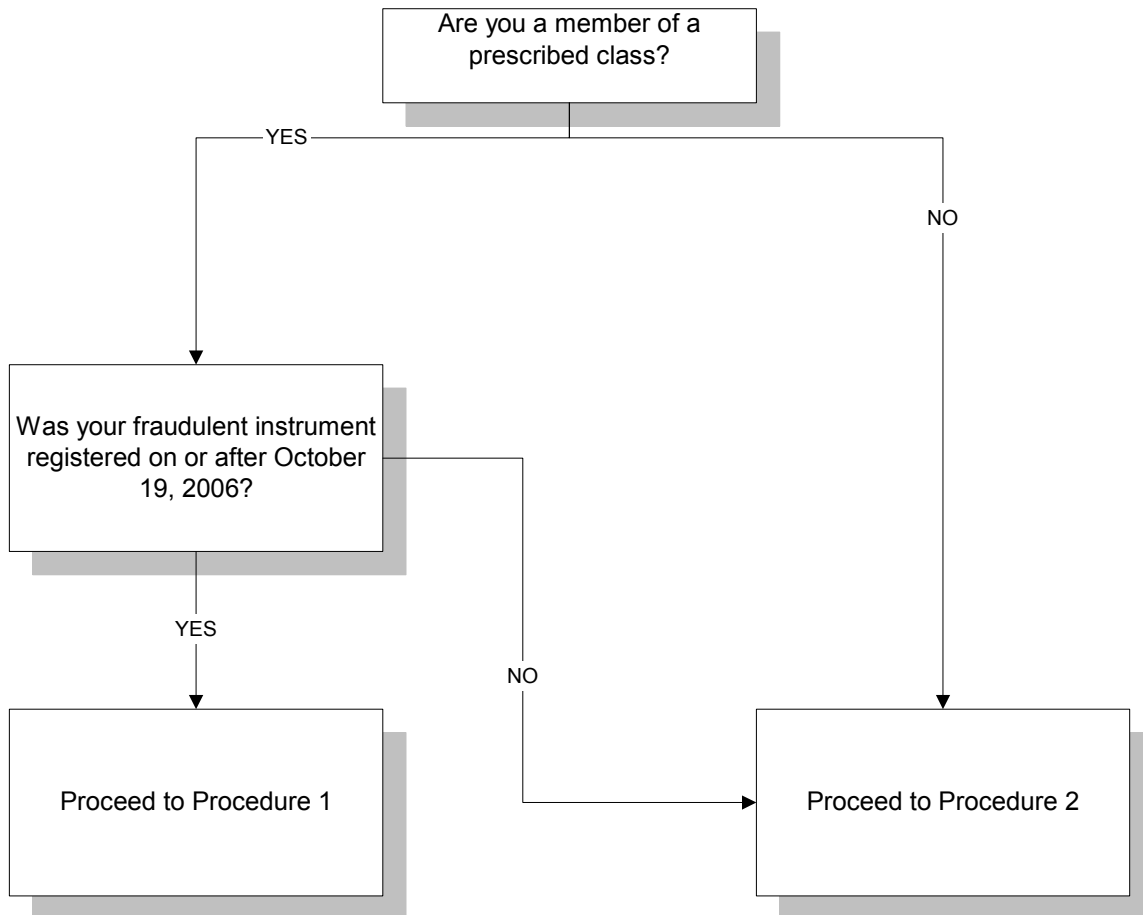 Are you a member of a
prescribed class?
YES
NO
Was your fraudulent instrument
registered on or after October
19, 2006?
YES
NO
Proceed to Procedure 1
Proceed to Procedure 2